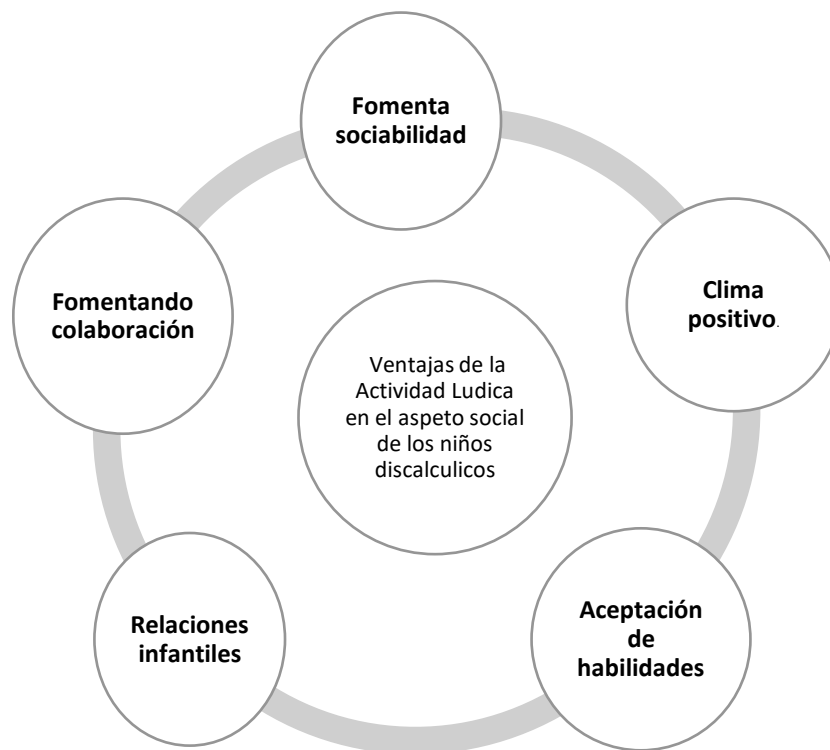 Fomenta
sociabilidad
Clima
positivo.
Aceptación
de
habilidades
Relaciones
infantiles
Fomentando
colaboración
Ventajas de la
Actividad Ludica
en el aspeto social
de los niños
discalculicos